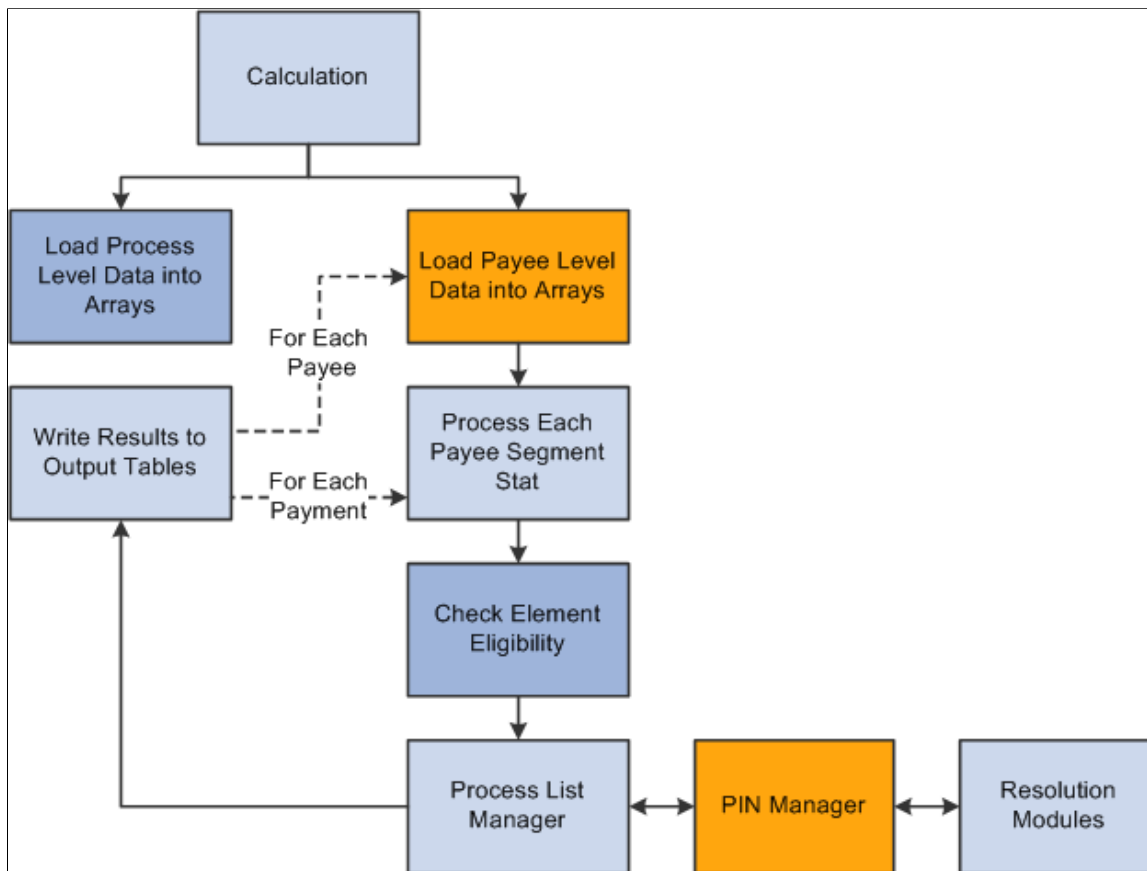 Calculation
Load Process
Level Data into
Arrays
Load Payee Level
Data into Arrays
For Each
Payee
Write Results to
Output Tables
For Each
Payment
Process Each
Payee Segment
Stat
Check Element
Eligibility
Process List
Manager
PIN Manager
Resolution
Modules